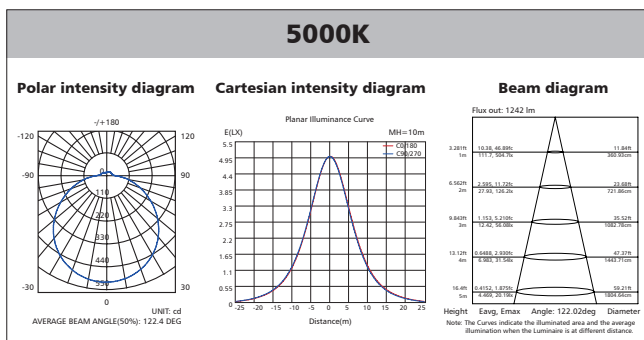 5000K
Polar intensity diagram
Cartesian intensity diagram
Beam diagram
-/+180
-120
120
-90
90
0
110
220
330
440
550
-30
30
0
UNIT: cd
AVERAGE BEAM ANGLE(50%): 122.4 DEG
Planar Illuminance Curve
E(LX)
MH=10m
C0/180
C90/270
5.5
4.95
4.4
3.85
3.3
2.75
2.2
1.65
1.1
0.55
0
-25 -20 -15 -10 -5 0 5 10 15 20 25
Distance(m)
Flux out: 1242 lm
3.281ft 10.38, 46.89fc 11.84ft
1m 111.7, 504.7lx 360.93cm
6.562ft 2.595, 11.72fc 23.68ft
2m 27.93, 126.2lx 721.86cm
9.843ft 1.153, 5.210fc 35.52ft
3m 12.42, 56.08lx 1082.78cm
13.12ft 0.6488, 2.930fc 47.37ft
4m 6.983, 31.54lx 1443.71cm
16.4ft 0.4152, 1.875fc 59.21ft
5m 4.469, 20.19lx 1804.64cm
Height Eavg, Emax Angle: 122.02deg Diameter
Note: The Curves indicate the illuminated area and the average
illumination when the Luminaire is at different distance.